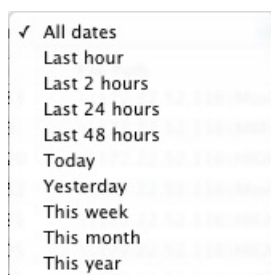 ✓ All dates
Last hour
Last 2 hours
Last 24 hours
Last 48 hours
Today
Yesterday
This week
This month
This year